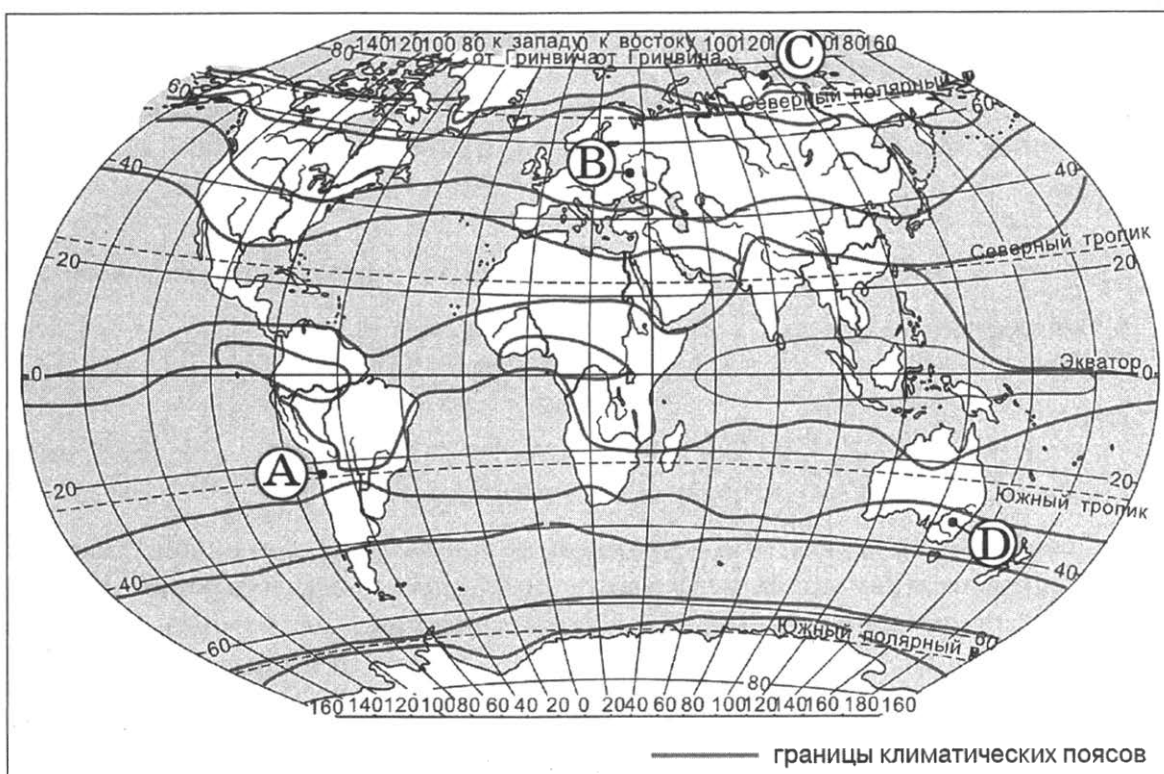 140 120 100 80 к западу 0 к востоку 100 120 180 160
от Гринвича от Гринвича
80
C
60
Северный полярный
60
B
40
40
Северный тропик
20
20
Экватор
0
0
A
20
20
Южный тропик
D
40
40
60
Южный полярный
60
80
160 140 120 100 80 60 40 20 0 20 40 60 80 100 120 140 160 180 160
границы климатических поясов